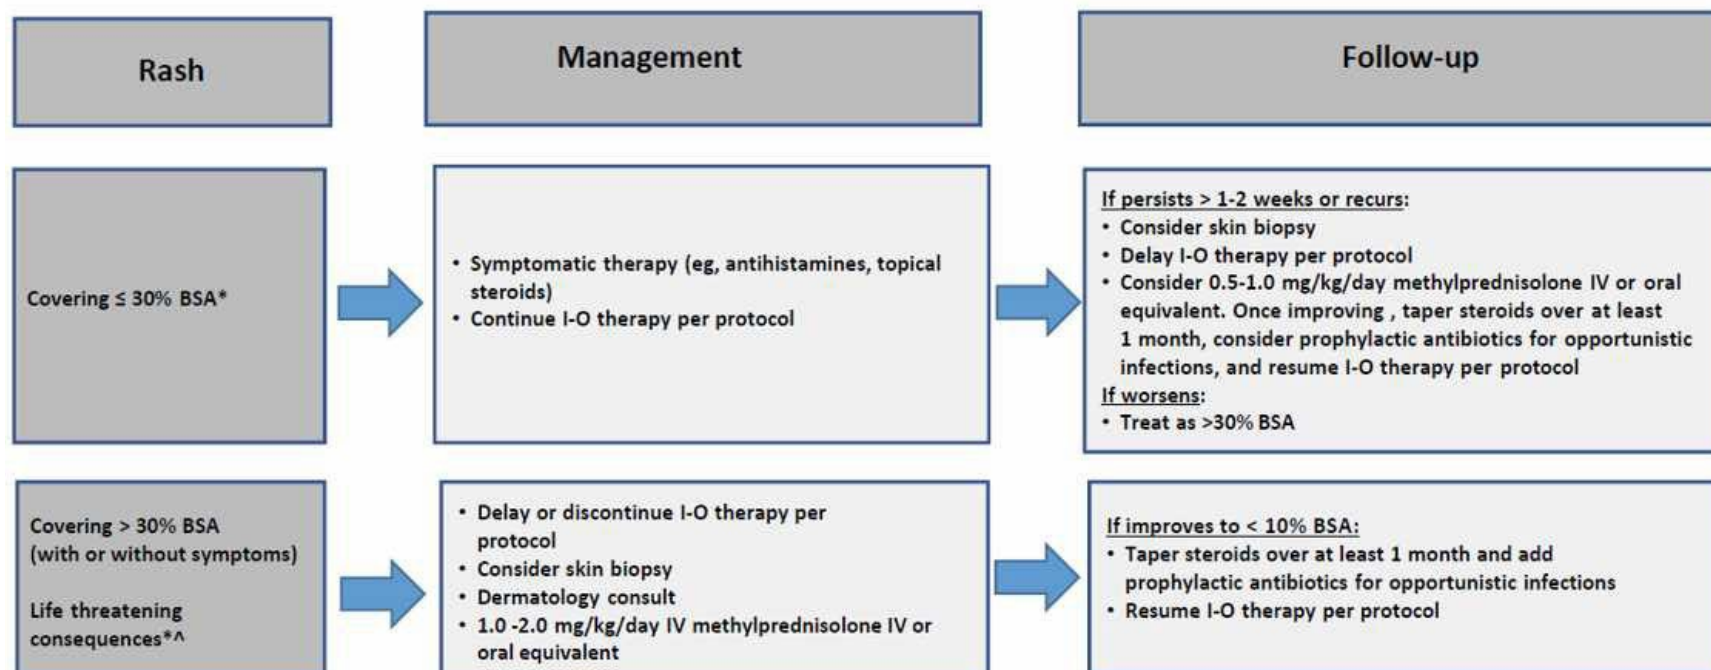 Rash
Management
Follow-up
Covering ≤ 30% BSA*
• Symptomatic therapy (eg, antihistamines, topical
steroids)
• Continue I-O therapy per protocol
If persists > 1-2 weeks or recurs:
• Consider skin biopsy
• Delay I-O therapy per protocol
• Consider 0.5-1.0 mg/kg/day methylprednisolone IV or oral
equivalent. Once improving , taper steroids over at least
1 month, consider prophylactic antibiotics for opportunistic
infections, and resume I-O therapy per protocol
If worsens:
• Treat as >30% BSA
Covering > 30% BSA
(with or without symptoms)
Life threatening
consequences*^
• Delay or discontinue I-O therapy per
protocol
• Consider skin biopsy
• Dermatology consult
• 1.0 -2.0 mg/kg/day IV methylprednisolone IV or
oral equivalent
If improves to < 10% BSA:
• Taper steroids over at least 1 month and add
prophylactic antibiotics for opportunistic infections
• Resume I-O therapy per protocol